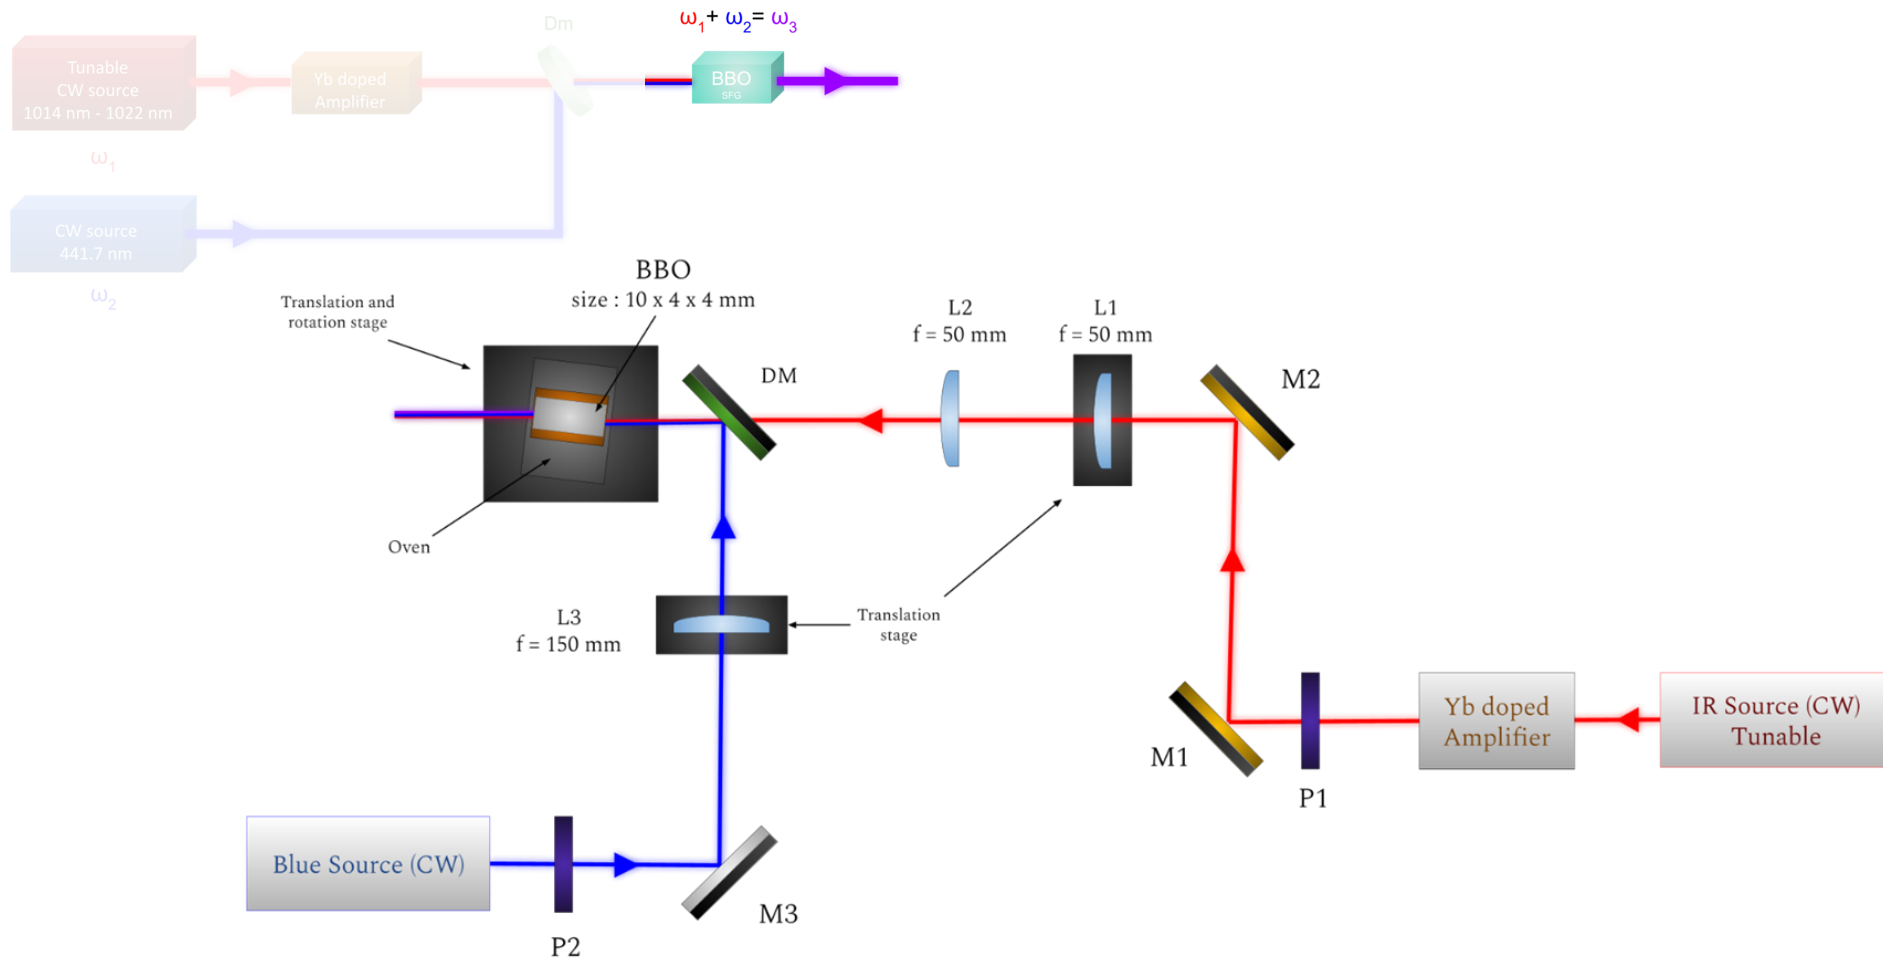 ω₁+ ω₂= ω₃
Dm
Tunable
CW source
1014 nm - 1022 nm
Yb doped
Amplifier
BBO
SFG
ω₁
CW source
441.7 nm
ω₂
BBO
size : 10 x 4 x 4 mm
Translation and
rotation stage
L2
f = 50 mm
L1
f = 50 mm
DM
M2
Oven
L3
f = 150 mm
Translation
stage
Yb doped
Amplifier
IR Source (CW)
Tunable
M1
P1
Blue Source (CW)
M3
P2